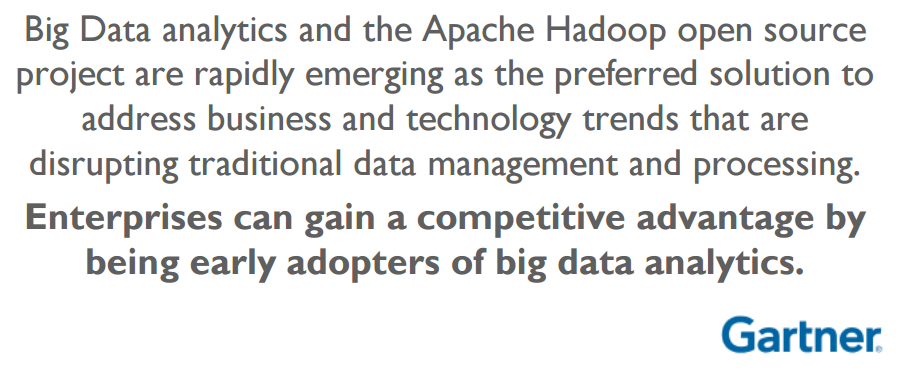 Big Data analytics and the Apache Hadoop open source
project are rapidly emerging as the preferred solution to
address business and technology trends that are
disrupting traditional data management and processing.
Enterprises can gain a competitive advantage by
being early adopters of big data analytics.
Gartner®